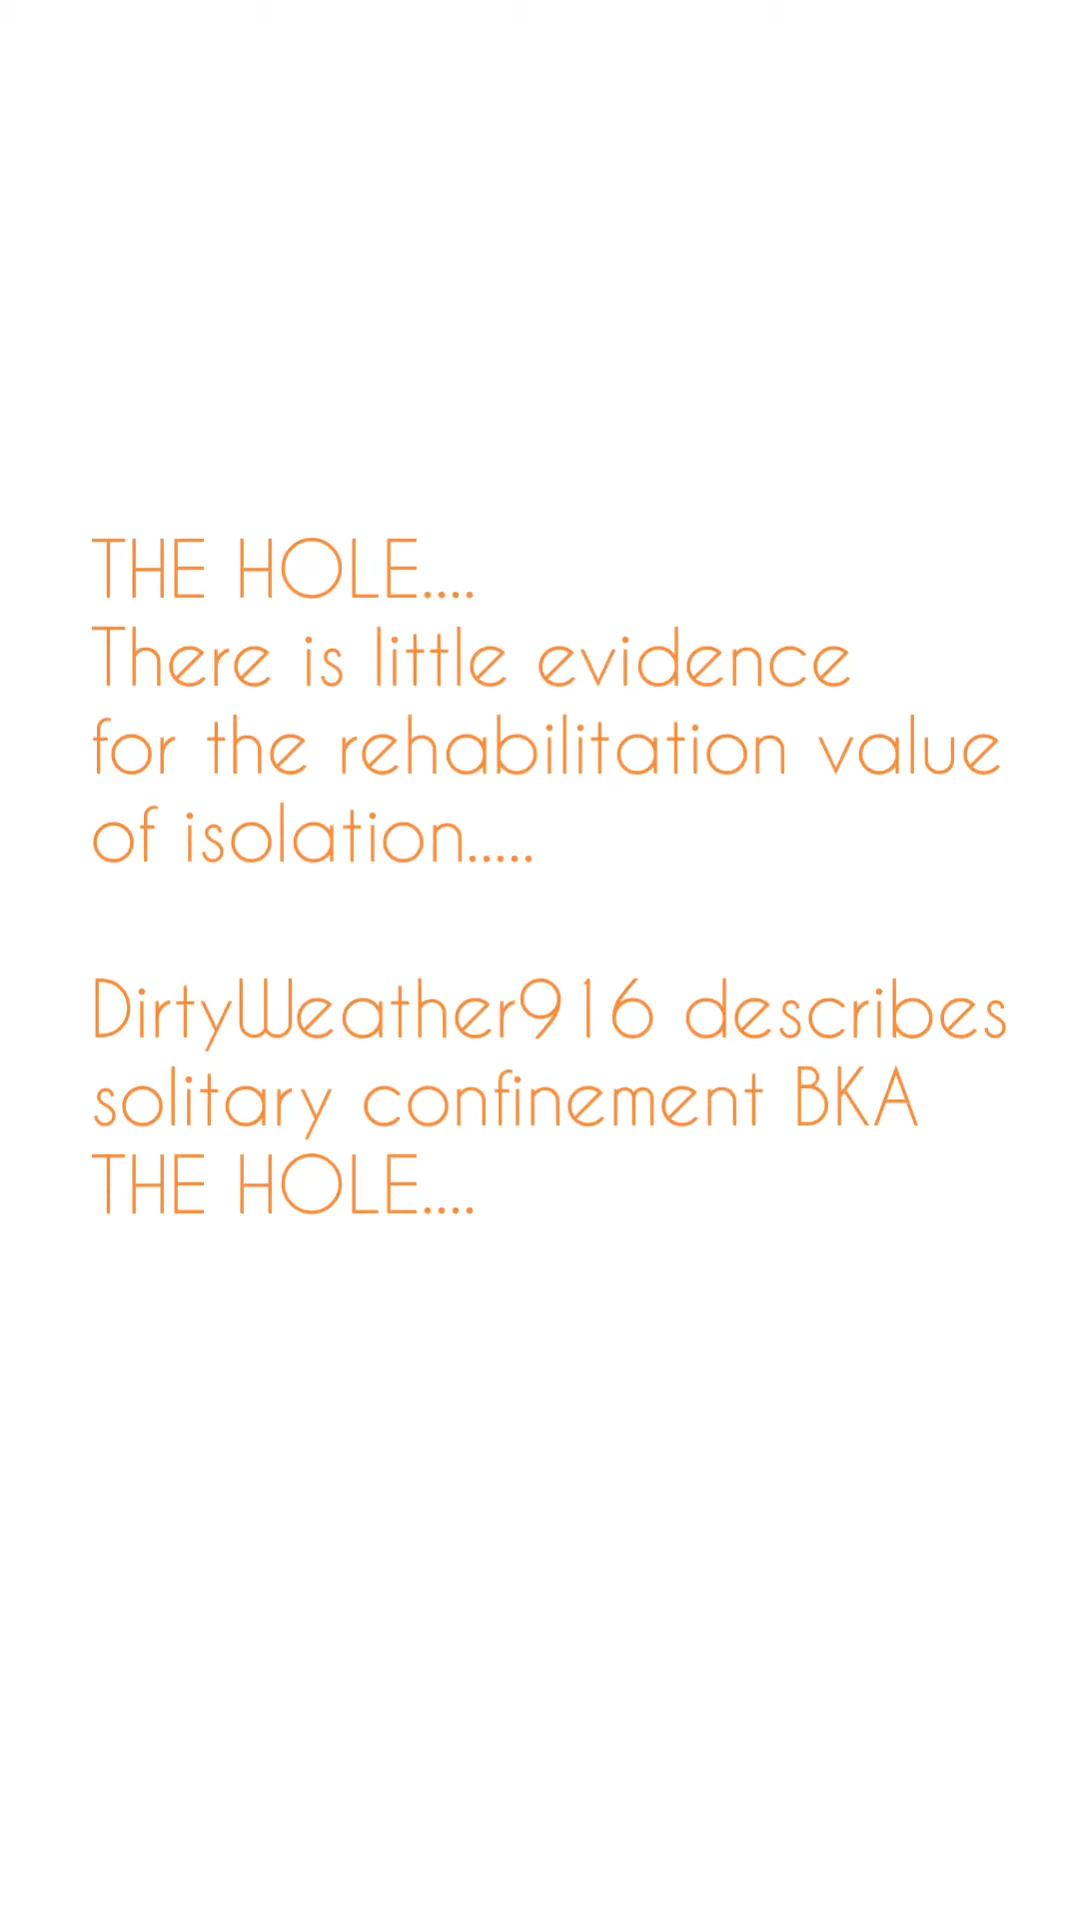 THE HOLE....
There is little evidence
for the rehabilitation value
of isolation.....
DirtyWeather916 describes
solitary confinement BKA
THE HOLE....